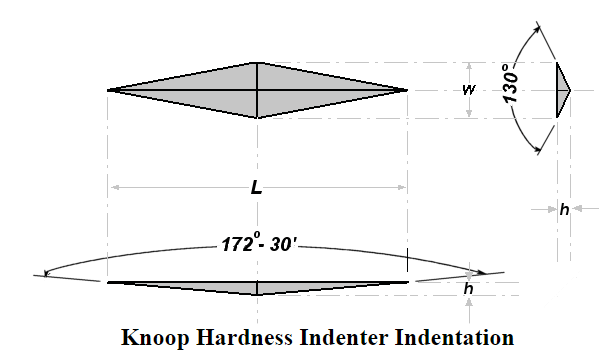 w
130°
L
h
172°- 30'
h
Knoop Hardness Indenter Indentation